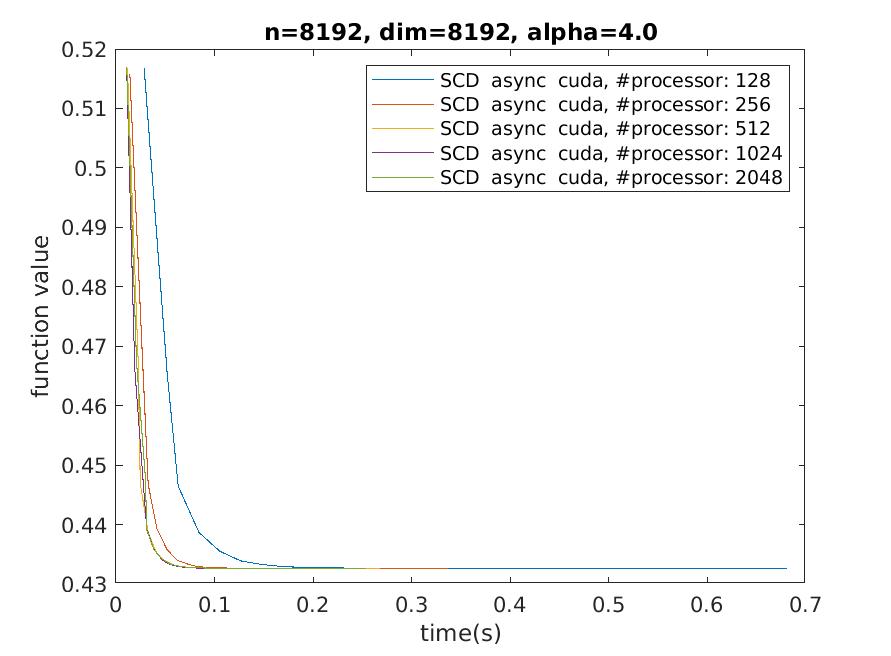 n=8192, dim=8192, alpha=4.0
0.52
0.51
0.5
0.49
0.48
0.47
0.46
0.45
0.44
0.43
function value
SCD async cuda, #processor: 128
SCD async cuda, #processor: 256
SCD async cuda, #processor: 512
SCD async cuda, #processor: 1024
SCD async cuda, #processor: 2048
0 0.1 0.2 0.3 0.4 0.5 0.6 0.7
time(s)